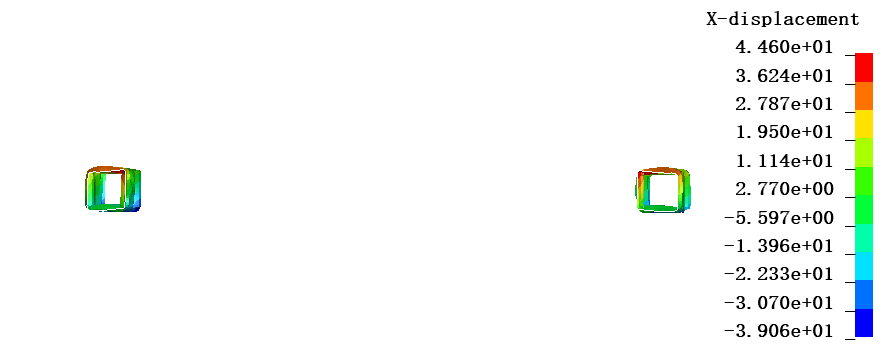 X-displacement
4.460e+01
3.624e+01
2.787e+01
1.950e+01
1.114e+01
2.770e+00
-5.597e+00
-1.396e+01
-2.233e+01
-3.070e+01
-3.906e+01